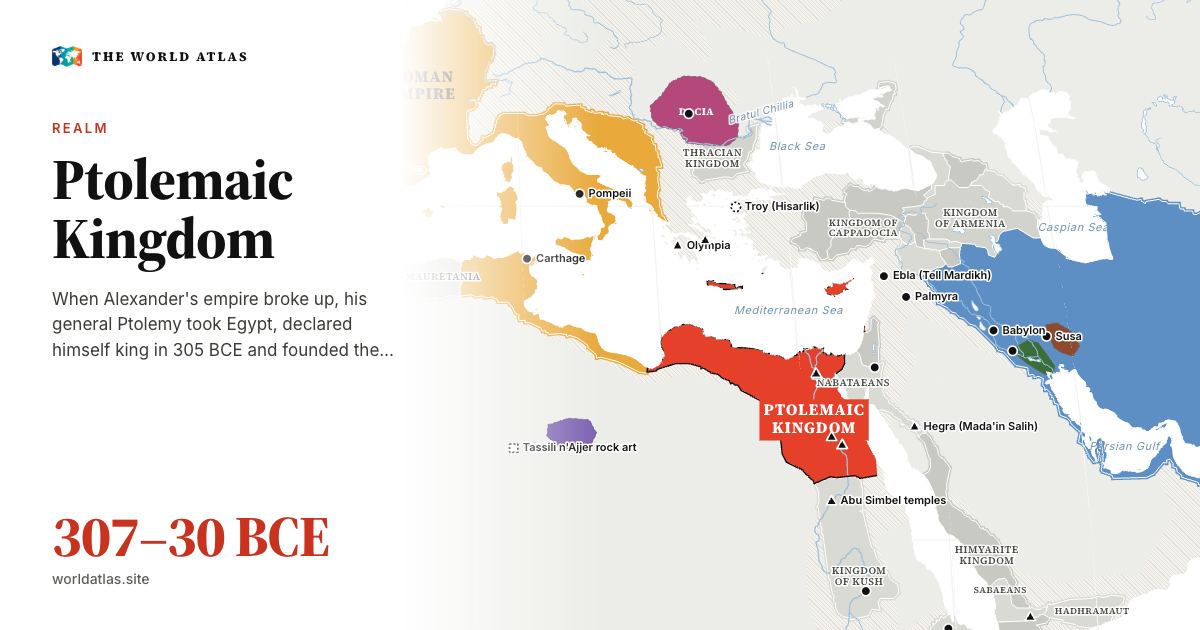 THE WORLD ATLAS
REALM
Ptolemaic
Kingdom
When Alexander's empire broke up, his
general Ptolemy took Egypt, declared
himself king in 305 BCE and founded the...
307–30 BCE
worldatlas.site
OMAN
MPIRE
DACIA
Bratul Chillia
THRACIAN
KINGDOM
Black Sea
Pompeii
Troy (Hisarlik)
KINGDOM OF
CAPPADOCIA
KINGDOM
OF ARMENIA
Caspian Sea
Olympia
Carthage
MAURETANIA
Ebla (Tell Mardikh)
Palmyra
Mediterranean Sea
Babylon
Susa
NABATAEANS
PTOLEMAIC
KINGDOM
Hegra (Mada'in Salih)
Persian Gulf
Tassili n'Ajjer rock art
Abu Simbel temples
HIMYARITE
KINGDOM
KINGDOM
OF KUSH
SABAEANS
HADHRAMAUT